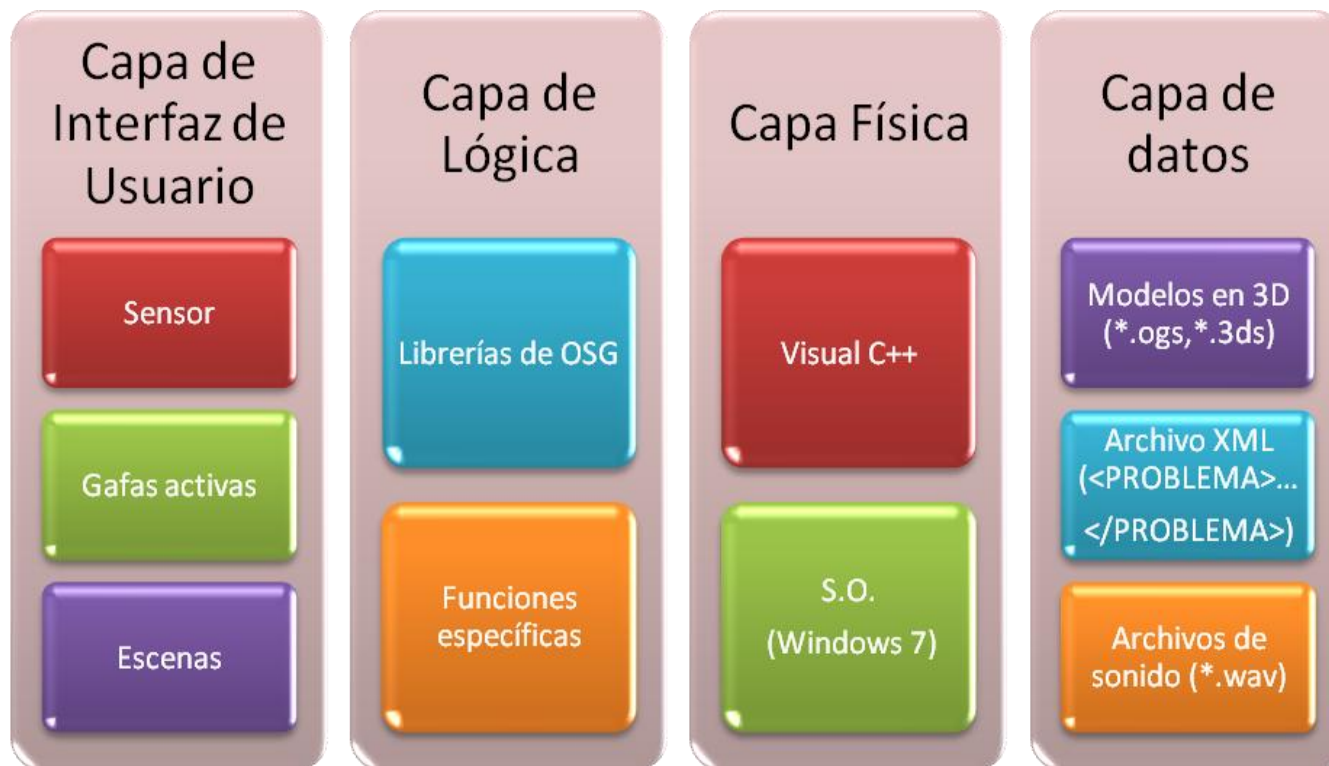 Capa de
Interfaz de
Usuario
Sensor
Gafas activas
Escenas
Capa de
Lógica
Librerías de OSG
Funciones
específicas
Capa Física
Visual C++
S.O.
(Windows 7)
Capa de
datos
Modelos en 3D
(*.ogs,*.3ds)
Archivo XML
(<PROBLEMA>...
</PROBLEMA>)
Archivos de
sonido (*.wav)